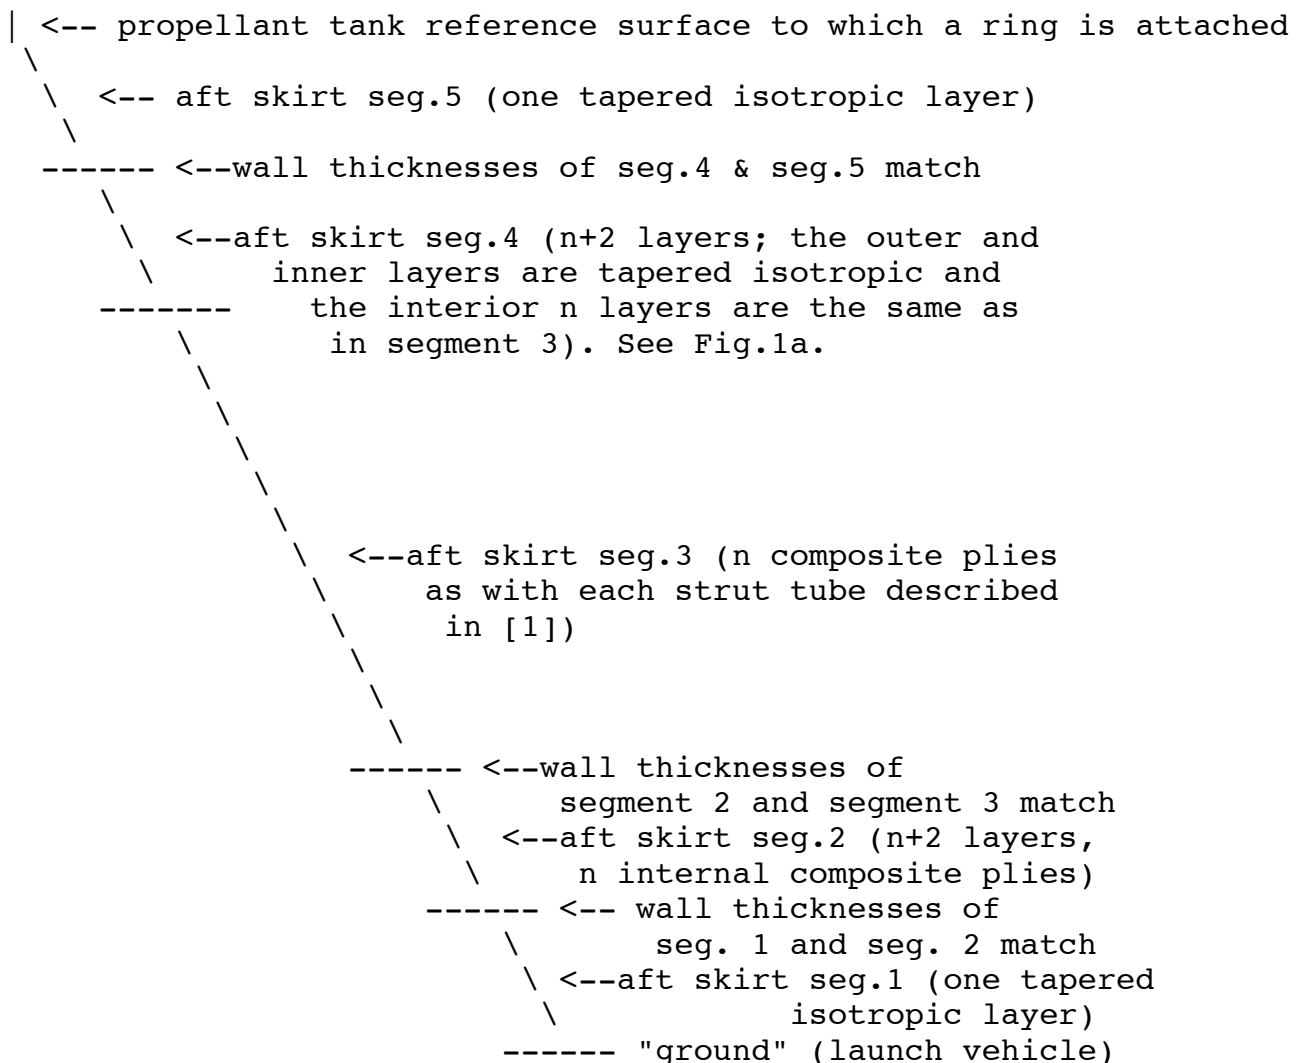 | <-- propellant tank reference surface to which a ring is attached
\
\ <-- aft skirt seg.5 (one tapered isotropic layer)
\
------ <--wall thicknesses of seg.4 & seg.5 match
\
\ <--aft skirt seg.4 (n+2 layers; the outer and
\ inner layers are tapered isotropic and
------- the interior n layers are the same as
\ in segment 3). See Fig.1a.
\
\
\
\
\
\ <--aft skirt seg.3 (n composite plies
\ as with each strut tube described
\ in [1])
\
\
\
------ <--wall thicknesses of
\ segment 2 and segment 3 match
\ <--aft skirt seg.2 (n+2 layers,
\ n internal composite plies)
------ <-- wall thicknesses of
\ seg. 1 and seg. 2 match
\ <--aft skirt seg.1 (one tapered
\ isotropic layer)
------ "ground" (launch vehicle)